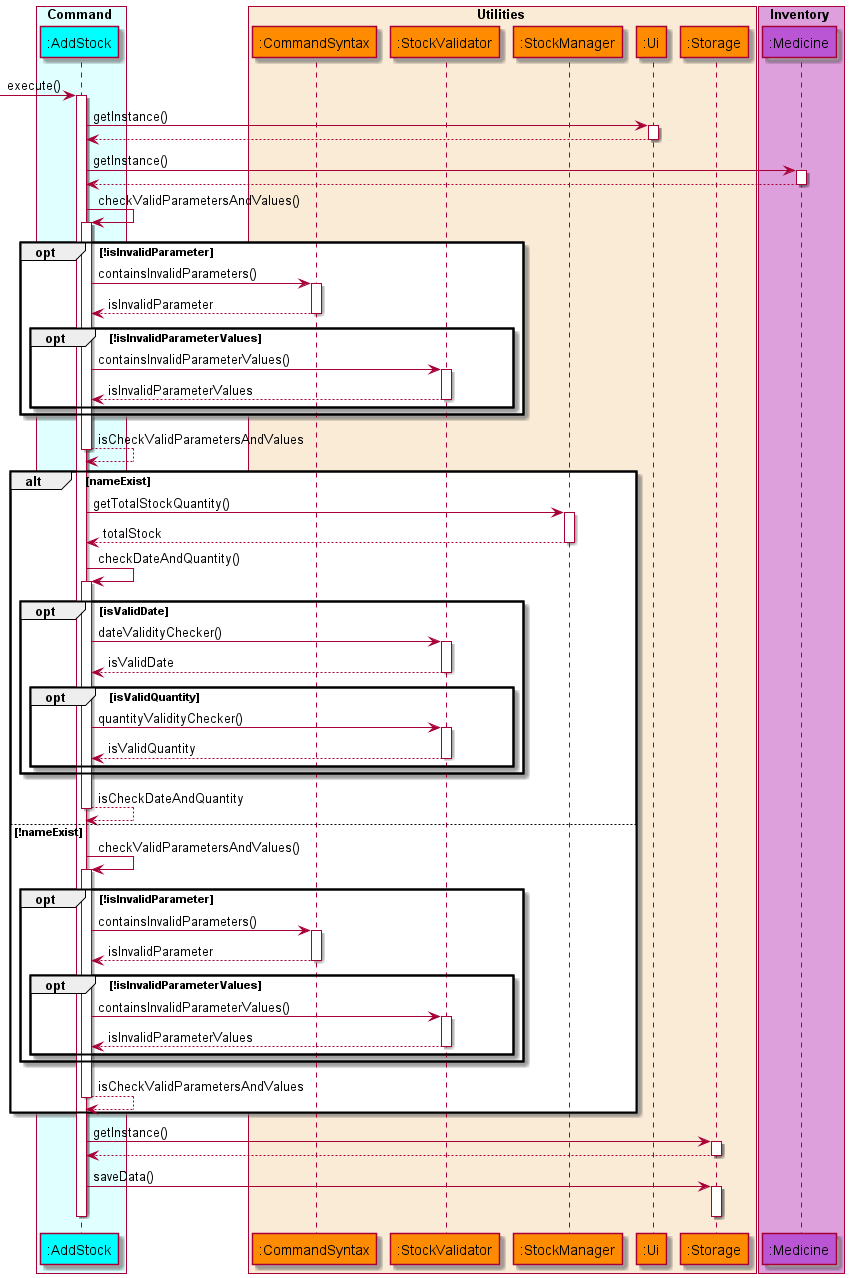 Command Utilities Inventory
:AddStock :CommandSyntax :StockValidator :StockManager :Ui :Storage :Medicine
execute()
getInstance()
getInstance()
checkValidParametersAndValues()
opt [!isInvalidParameter]
containsInvalidParameters()
isInvalidParameter
opt [!isInvalidParameterValues]
containsInvalidParameterValues()
isInvalidParameterValues
isCheckValidParametersAndValues
alt [nameExist]
getTotalStockQuantity()
totalStock
checkDateAndQuantity()
opt [isValidDate]
dateValidityChecker()
isValidDate
opt [isValidQuantity]
quantityValidityChecker()
isValidQuantity
isCheckDateAndQuantity
[!nameExist]
checkValidParametersAndValues()
opt [!isInvalidParameter]
containsInvalidParameters()
isInvalidParameter
opt [!isInvalidParameterValues]
containsInvalidParameterValues()
isInvalidParameterValues
isCheckValidParametersAndValues
getInstance()
saveData()
:AddStock :CommandSyntax :StockValidator :StockManager :Ui :Storage :Medicine